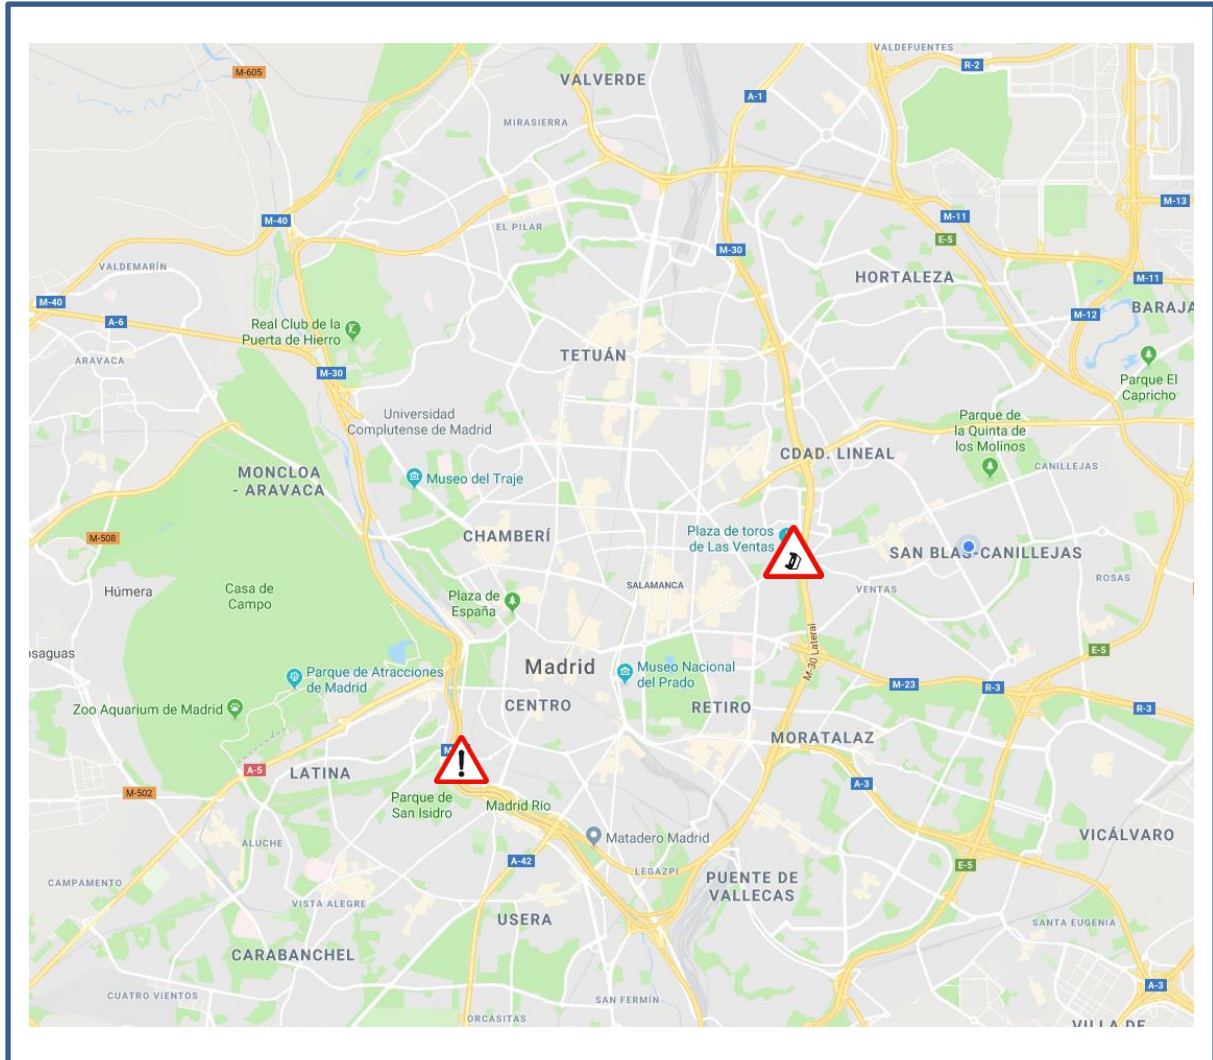 VALDEFUENTES
R-2
M-605
VALVERDE
A-1
MIRASIERRA
M-13
M-40
M-11
EL PILAR
E-5
M-30
VALDEMARÍN
HORTALEZA
M-11
M-40
BARAJA
M-12
A-6
Real Club de la
Puerta de Hierro
TETUÁN
ARAVACA
M-30
Parque El
Capricho
Universidad
Complutense de Madrid
Parque de
la Quinta de
los Molinos
CDAD. LINEAL
CANILLEJAS
MONCLOA
- ARAVACA
Museo del Traje
Plaza de toros
de Las Ventas
CHAMBERÍ
M-508
SAN BLAS-CANILLEJAS
ROSAS
SALAMANCA
VENTAS
Húmera
Casa de
Campo
Plaza de
España
M-30 Lateral
osaguas
E-5
Madrid
Museo Nacional
del Prado
Parque de Atracciones
de Madrid
M-23
R-3
R-3
Zoo Aquarium de Madrid
CENTRO
RETIRO
MORATALAZ
M
!
A-5
LATINA
A-3
M-502
Parque de
San Isidro
Madrid Río
Matadero Madrid
VICÁLVARO
ALUCHE
A-42
LEGAZPI
E-5
CAMPAMENTO
PUENTE DE
VALLECAS
VISTA ALEGRE
USERA
SANTA EUGENIA
CARABANCHEL
A-3
CUATRO VIENTOS
SAN FERMÍN
ORCASITAS
VILLA DE